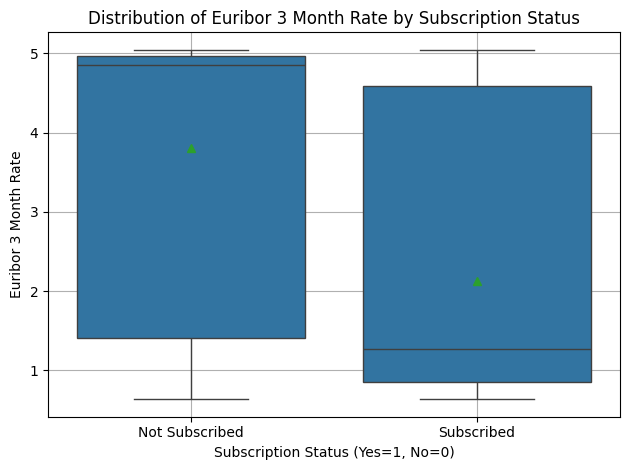 Distribution of Euribor 3 Month Rate by Subscription Status
Euribor 3 Month Rate
5
4
3
2
1
Not Subscribed
Subscribed
Subscription Status (Yes=1, No=0)